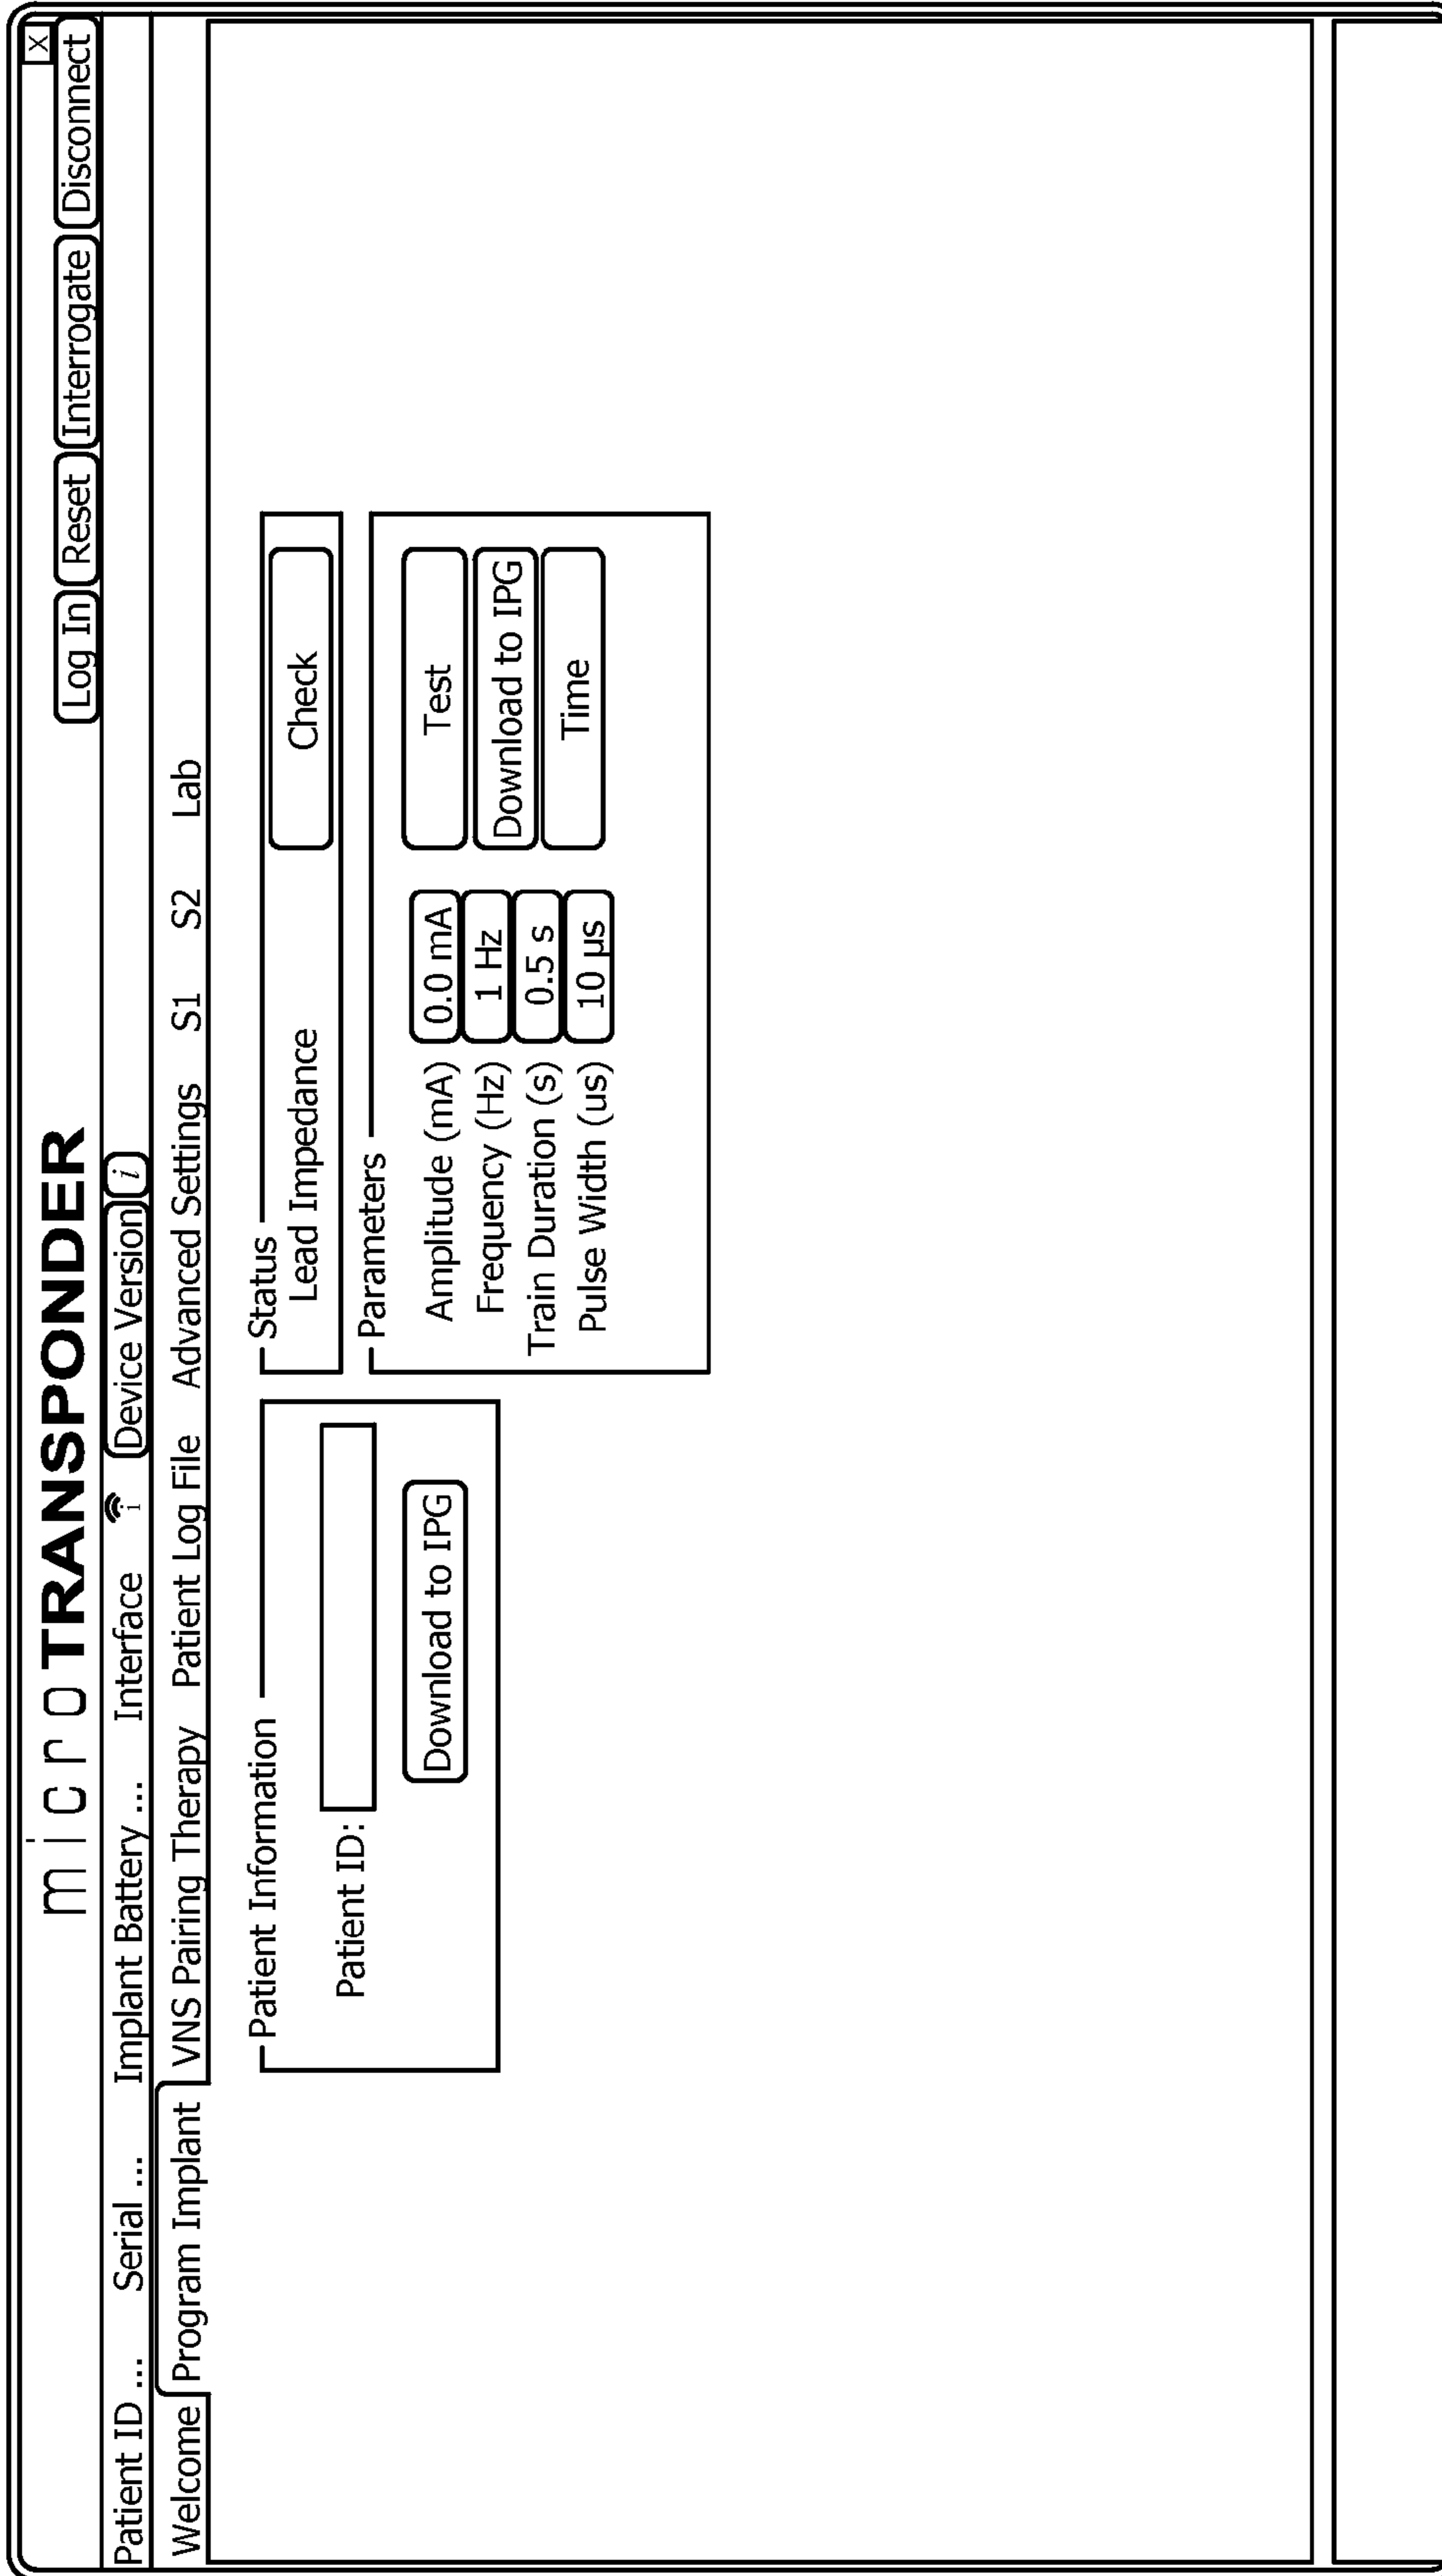 microTRANSPONDER
X
Log In Reset Interrogate Disconnect
Patient ID ... Serial ... Implant Battery ... Interface i Device Version i
Welcome Program Implant VNS Pairing Therapy Patient Log File Advanced Settings S1 S2 Lab
Patient Information
Patient ID:
Download to IPG
Status
Lead Impedance Check
Parameters
Amplitude (mA) 0.0 mA Test
Frequency (Hz) 1 Hz Download to IPG
Train Duration (s) 0.5 s Time
Pulse Width (us) 10 µs